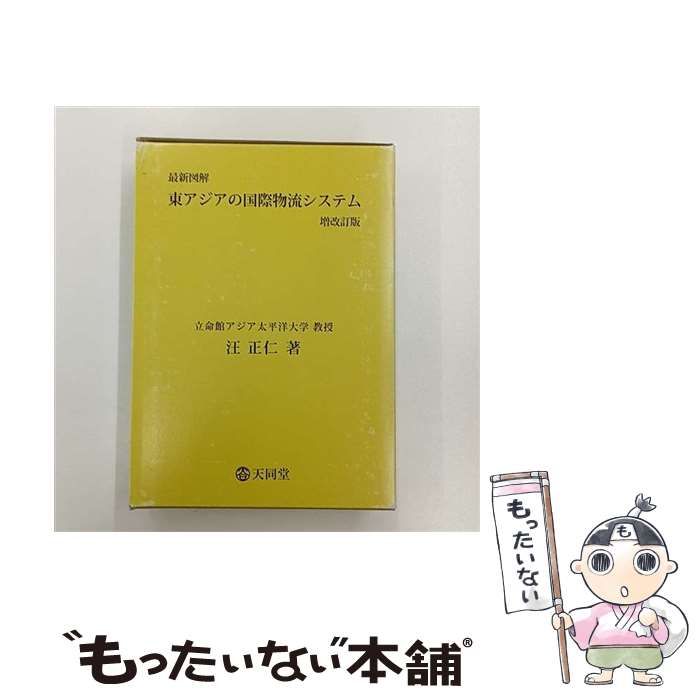 最新図解
東アジアの国際物流システム
増改訂版
立命館アジア太平洋大学 教授
汪 正仁 著
天同堂
も
もったいない
"もったいない本舗®